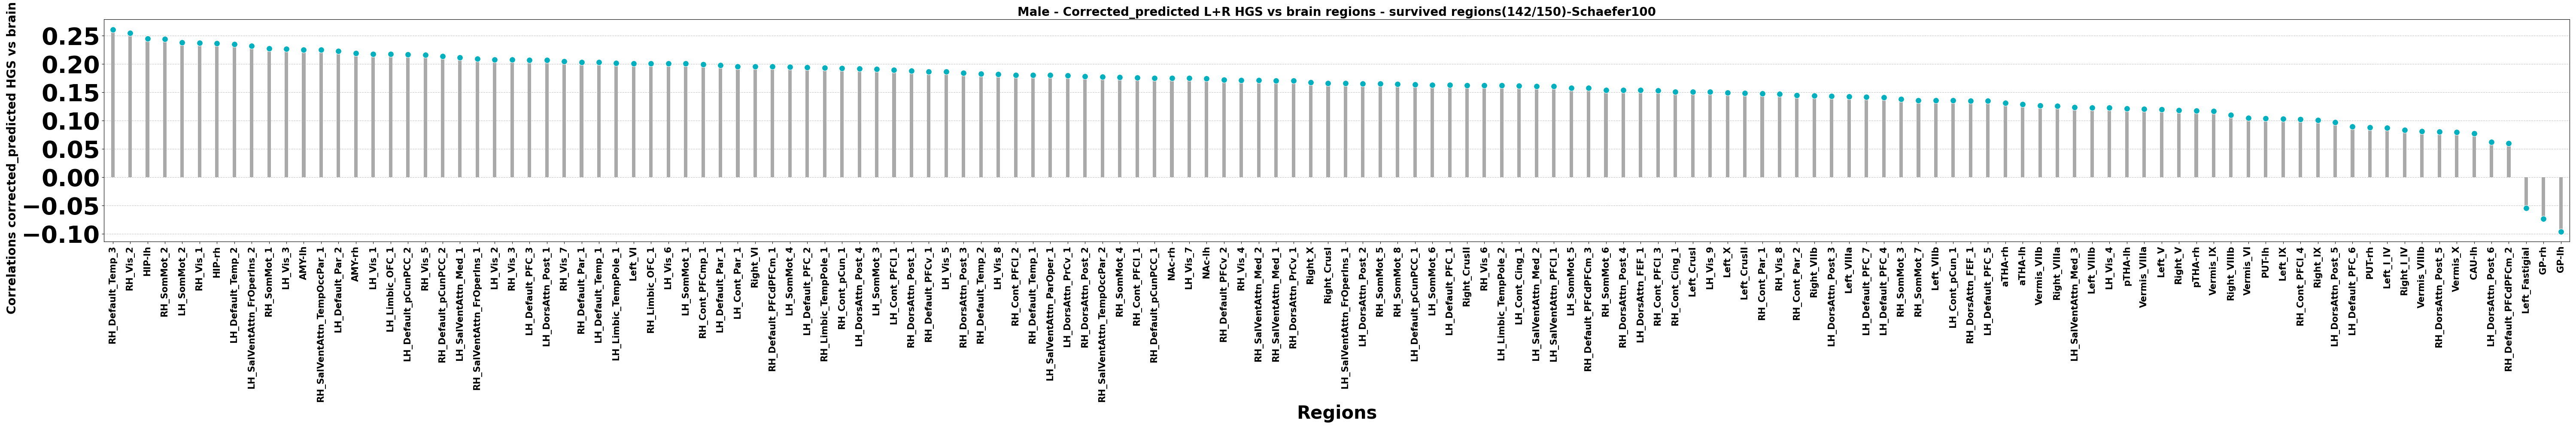 Male - Corrected_predicted L+R HGS vs brain regions - survived regions(142/150)-Schaefer100
Correlations corrected_predicted HGS vs brain
0.25
0.20
0.15
0.10
0.05
0.00
−0.05
−0.10
RH_Default_Temp_3
RH_Vis_2
HIP-lh
RH_SomMot_2
LH_SomMot_2
RH_Vis_1
HIP-rh
LH_Default_Temp_2
LH_SalVentAttn_FrOperIns_2
RH_SomMot_1
LH_Vis_3
AMY-lh
RH_SalVentAttn_TempOccPar_1
LH_Default_Par_2
AMY-rh
LH_Vis_1
LH_Limbic_OFC_1
LH_Default_pCunPCC_2
RH_Vis_5
RH_Default_pCunPCC_2
LH_SalVentAttn_Med_1
RH_SalVentAttn_FrOperIns_1
LH_Vis_2
RH_Vis_3
LH_Default_PFC_3
LH_DorsAttn_Post_1
RH_Vis_7
RH_Default_Par_1
LH_Default_Temp_1
LH_Limbic_TempPole_1
Left_VI
RH_Limbic_OFC_1
LH_Vis_6
LH_SomMot_1
RH_Cont_PFCmp_1
LH_Default_Par_1
LH_Cont_Par_1
Right_VI
RH_Default_PFCdPFCm_1
LH_SomMot_4
LH_Default_PFC_2
RH_Limbic_TempPole_1
RH_Cont_pCun_1
LH_DorsAttn_Post_4
LH_SomMot_3
LH_Cont_PFCl_1
RH_DorsAttn_Post_1
RH_Default_PFCv_1
LH_Vis_5
RH_DorsAttn_Post_3
RH_Default_Temp_2
LH_Vis_8
RH_Cont_PFCl_2
RH_Default_Temp_1
LH_SalVentAttn_ParOper_1
LH_DorsAttn_PrCv_1
RH_DorsAttn_Post_2
RH_SalVentAttn_TempOccPar_2
RH_SomMot_4
RH_Cont_PFCl_1
RH_Default_pCunPCC_1
NAc-rh
LH_Vis_7
NAc-lh
RH_Default_PFCv_2
RH_Vis_4
RH_SalVentAttn_Med_2
RH_SalVentAttn_Med_1
RH_DorsAttn_PrCv_1
Right_X
Right_CrusI
LH_SalVentAttn_FrOperIns_1
LH_DorsAttn_Post_2
RH_SomMot_5
RH_SomMot_8
LH_Default_pCunPCC_1
LH_SomMot_6
LH_Default_PFC_1
Right_CrusII
RH_Vis_6
LH_Limbic_TempPole_2
LH_Cont_Cing_1
LH_SalVentAttn_Med_2
LH_SalVentAttn_PFCl_1
LH_SomMot_5
RH_Default_PFCdPFCm_3
RH_SomMot_6
RH_DorsAttn_Post_4
LH_DorsAttn_FEF_1
RH_Cont_PFCl_3
RH_Cont_Cing_1
Left_CrusI
LH_Vis_9
Left_X
Left_CrusII
RH_Cont_Par_1
RH_Vis_8
RH_Cont_Par_2
Right_VIIb
LH_DorsAttn_Post_3
Left_VIIIa
LH_Default_PFC_7
LH_Default_PFC_4
RH_SomMot_3
RH_SomMot_7
Left_VIIb
LH_Cont_pCun_1
RH_DorsAttn_FEF_1
LH_Default_PFC_5
aTHA-rh
aTHA-lh
Vermis_VIIb
Right_VIIIa
LH_SalVentAttn_Med_3
Left_VIIIb
LH_Vis_4
pTHA-lh
Vermis_VIIIa
Left_V
Right_V
pTHA-rh
Vermis_IX
Right_VIIIb
Vermis_VI
PUT-lh
Left_IX
RH_Cont_PFCl_4
Right_IX
LH_DorsAttn_Post_5
LH_Default_PFC_6
PUT-rh
Left_I_IV
Right_I_IV
Vermis_VIIIb
RH_DorsAttn_Post_5
Vermis_X
CAU-lh
LH_DorsAttn_Post_6
RH_Default_PFCdPFCm_2
Left_Fastigial
GP-rh
GP-lh
Regions